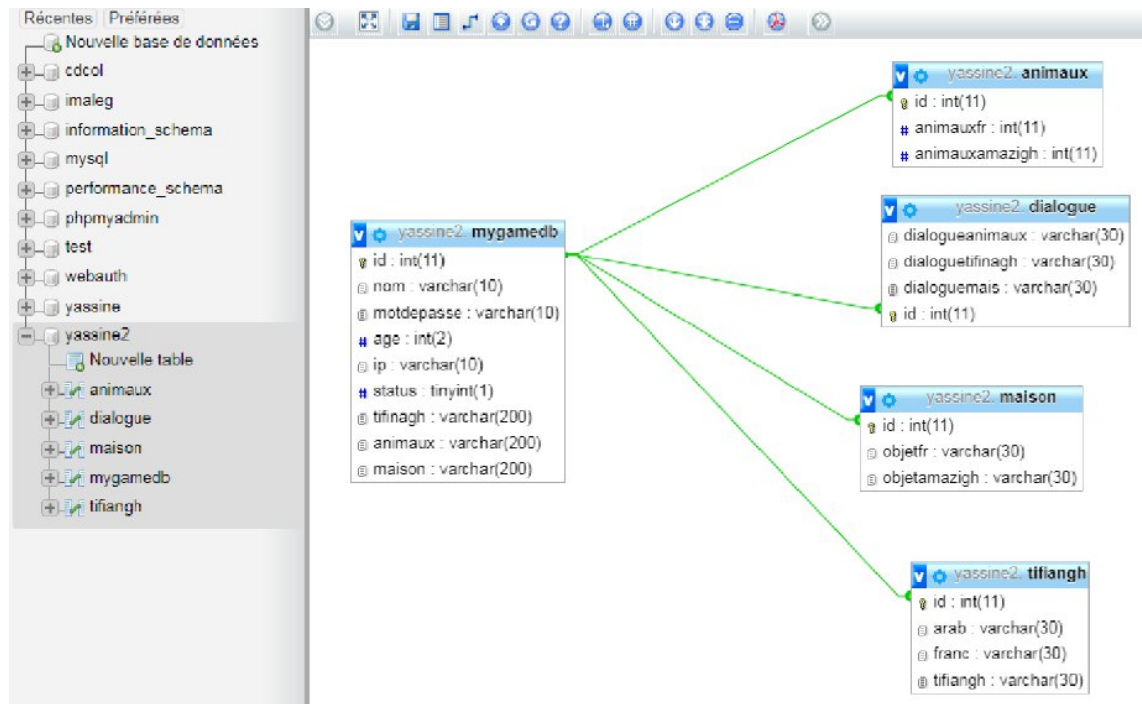 Récentes Préférées
Nouvelle base de données
cdcol
imaleg
information_schema
mysql
performance_schema
phpmyadmin
test
webauth
yassine
yassine2
Nouvelle table
animaux
dialogue
maison
mygamedb
tifiangh
v yassine2. mygamedb
id : int(11)
nom : varchar(10)
motdepasse : varchar(10)
# age : int(2)
ip : varchar(10)
# status : tinyint(1)
tifinagh : varchar(200)
animaux : varchar(200)
maison : varchar(200)
v yassine2. animaux
id : int(11)
# animauxfr : int(11)
# animauxamazigh : int(11)
v yassine2. dialogue
dialogueanimaux : varchar(30)
dialoguetifinagh : varchar(30)
dialoguemais : varchar(30)
id : int(11)
v yassine2. maison
id : int(11)
objetfr : varchar(30)
objetamazigh : varchar(30)
v yassine2. tifiangh
id : int(11)
arab : varchar(30)
franc : varchar(30)
tifiangh : varchar(30)